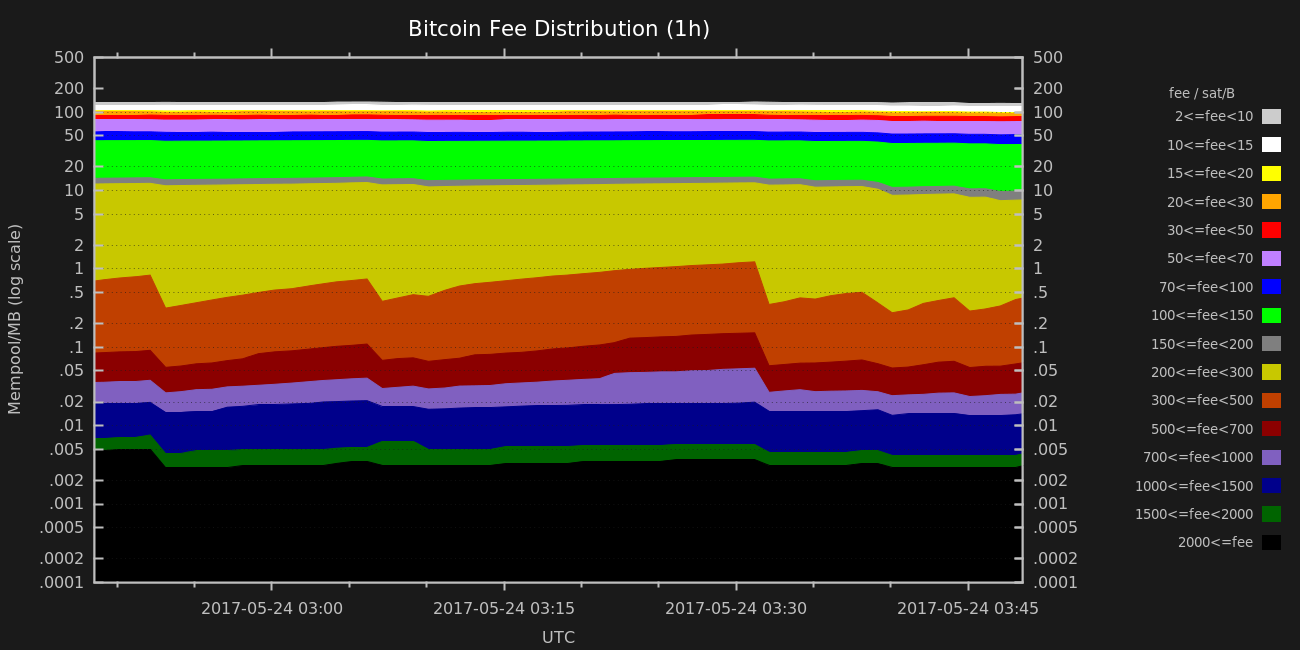 Bitcoin Fee Distribution (1h)
500
200
100
50
20
10
5
2
1
.5
.2
.1
.05
.02
.01
.005
.002
.001
.0005
.0002
.0001
Mempool/MB (log scale)
500
200
100
50
20
10
5
2
1
.5
.2
.1
.05
.02
.01
.005
.002
.001
.0005
.0002
.0001
2017-05-24 03:00
2017-05-24 03:15
2017-05-24 03:30
2017-05-24 03:45
UTC
fee / sat/B
2<=fee<10
10<=fee<15
15<=fee<20
20<=fee<30
30<=fee<50
50<=fee<70
70<=fee<100
100<=fee<150
150<=fee<200
200<=fee<300
300<=fee<500
500<=fee<700
700<=fee<1000
1000<=fee<1500
1500<=fee<2000
2000<=fee